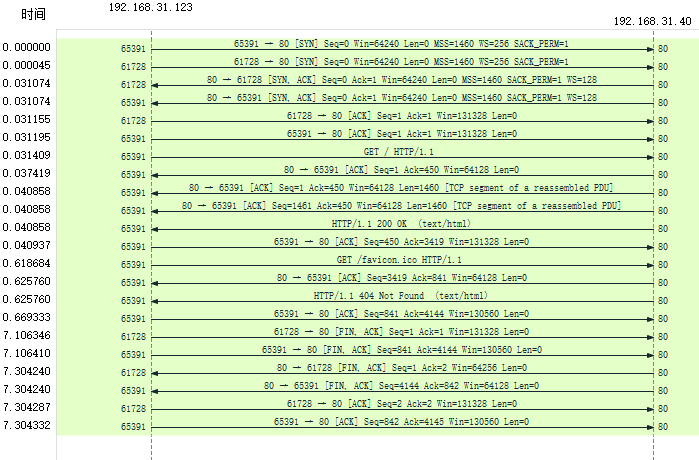 192.168.31.123
时间
192.168.31.40
0.000000 65391 65391 → 80 [SYN] Seq=0 Win=64240 Len=0 MSS=1460 WS=256 SACK_PERM=1 80
0.000045 61728 61728 → 80 [SYN] Seq=0 Win=64240 Len=0 MSS=1460 WS=256 SACK_PERM=1 80
0.031074 61728 80 → 61728 [SYN, ACK] Seq=0 Ack=1 Win=64240 Len=0 MSS=1460 SACK_PERM=1 WS=128 80
0.031074 65391 80 → 65391 [SYN, ACK] Seq=0 Ack=1 Win=64240 Len=0 MSS=1460 SACK_PERM=1 WS=128 80
0.031155 61728 61728 → 80 [ACK] Seq=1 Ack=1 Win=131328 Len=0 80
0.031195 65391 65391 → 80 [ACK] Seq=1 Ack=1 Win=131328 Len=0 80
0.031409 65391 GET / HTTP/1.1 80
0.037419 65391 80 → 65391 [ACK] Seq=1 Ack=450 Win=64128 Len=0 80
0.040858 65391 80 → 65391 [ACK] Seq=1 Ack=450 Win=64128 Len=1460 [TCP segment of a reassembled PDU] 80
0.040858 65391 80 → 65391 [ACK] Seq=1461 Ack=450 Win=64128 Len=1460 [TCP segment of a reassembled PDU] 80
0.040858 65391 HTTP/1.1 200 OK (text/html) 80
0.040937 65391 65391 → 80 [ACK] Seq=450 Ack=3419 Win=131328 Len=0 80
0.618684 65391 GET /favicon.ico HTTP/1.1 80
0.625760 65391 80 → 65391 [ACK] Seq=3419 Ack=841 Win=64128 Len=0 80
0.625760 65391 HTTP/1.1 404 Not Found (text/html) 80
0.669333 65391 65391 → 80 [ACK] Seq=841 Ack=4144 Win=130560 Len=0 80
7.106346 61728 61728 → 80 [FIN, ACK] Seq=1 Ack=1 Win=131328 Len=0 80
7.106410 65391 65391 → 80 [FIN, ACK] Seq=841 Ack=4144 Win=130560 Len=0 80
7.304240 61728 80 → 61728 [FIN, ACK] Seq=1 Ack=2 Win=64256 Len=0 80
7.304240 65391 80 → 65391 [FIN, ACK] Seq=4144 Ack=842 Win=64128 Len=0 80
7.304287 61728 61728 → 80 [ACK] Seq=2 Ack=2 Win=131328 Len=0 80
7.304332 65391 65391 → 80 [ACK] Seq=842 Ack=4145 Win=130560 Len=0 80